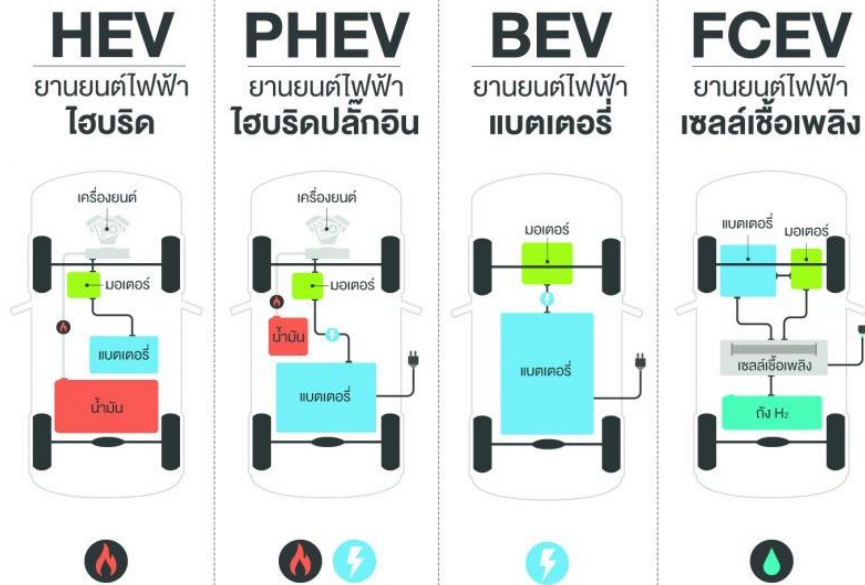 HEV
ยานยนต์ไฟฟ้า
ไฮบริด
เครื่องยนต์
มอเตอร์
แบตเตอรี่
น้ำมัน
PHEV
ยานยนต์ไฟฟ้า
ไฮบริดปลั๊กอิน
เครื่องยนต์
มอเตอร์
น้ำมัน
แบตเตอรี่
BEV
ยานยนต์ไฟฟ้า
แบตเตอรี่
มอเตอร์
แบตเตอรี่
FCEV
ยานยนต์ไฟฟ้า
เซลล์เชื้อเพลิง
แบตเตอรี่
มอเตอร์
เซลล์เชื้อเพลิง
ถัง H₂